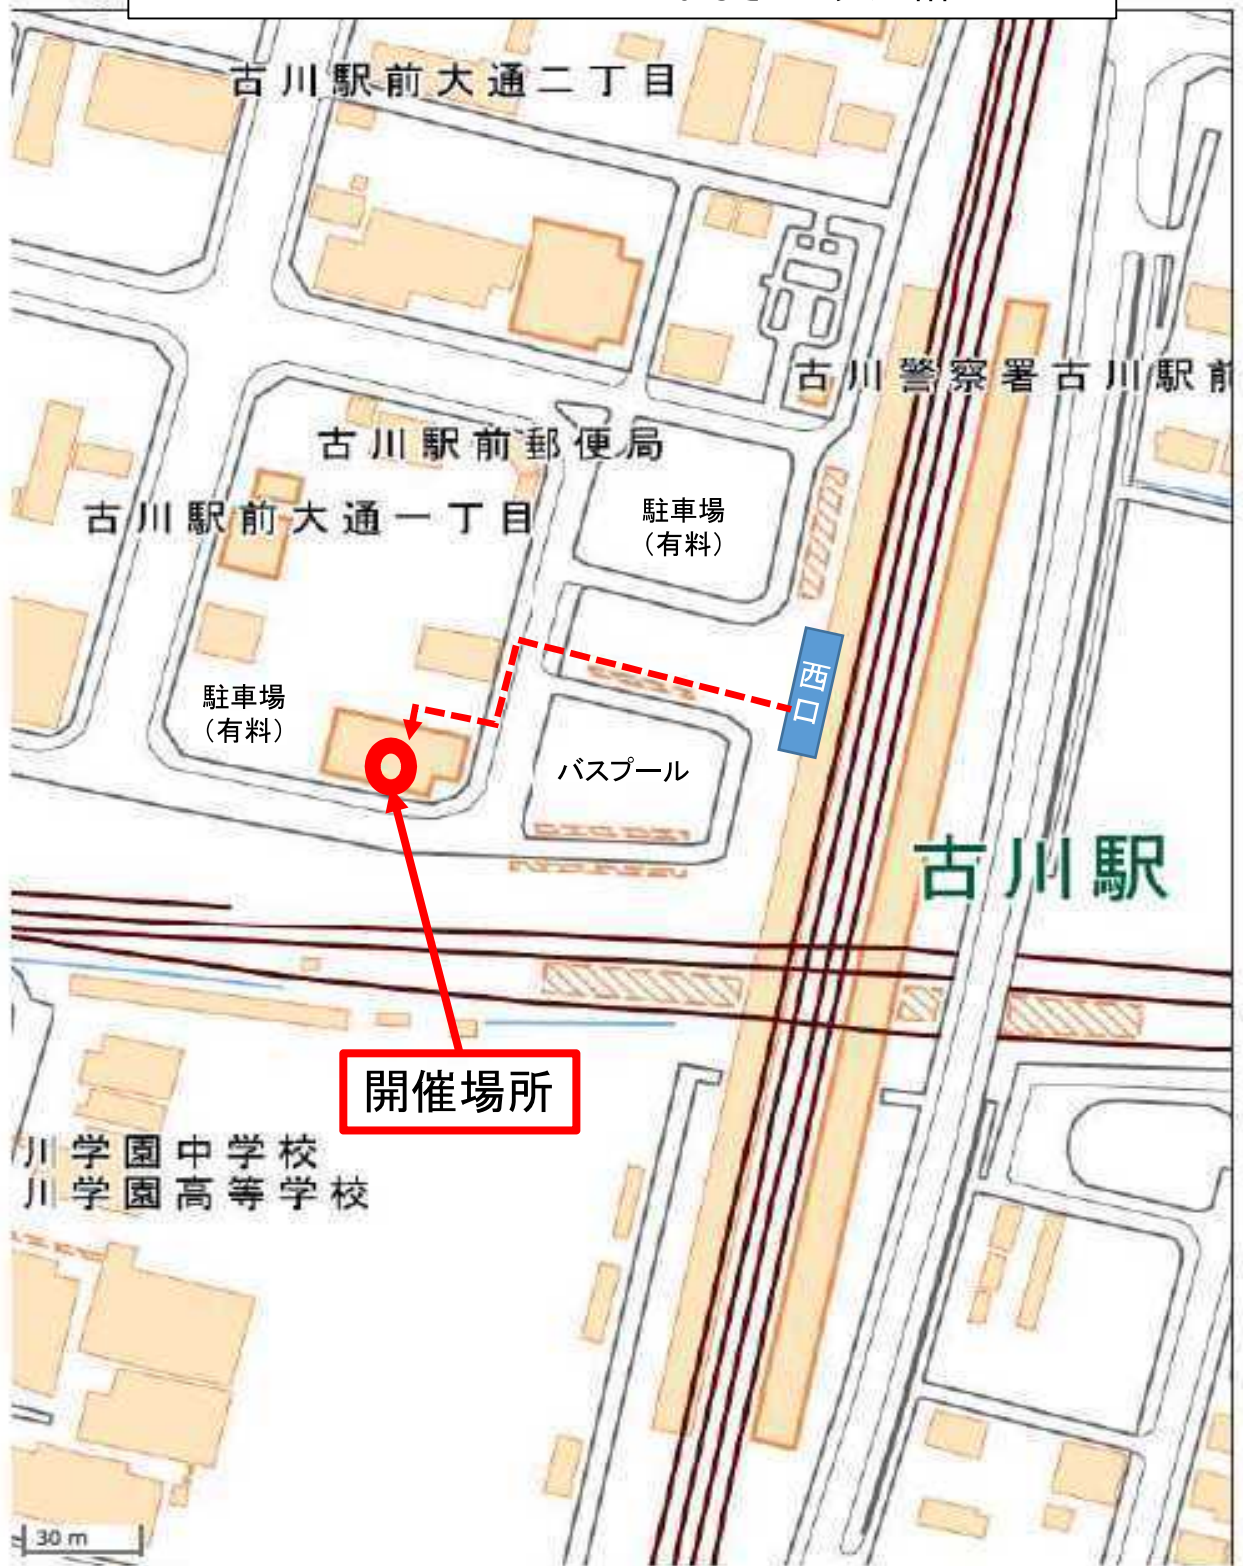 古川駅前大通二丁目
古川警察署古川駅前
古川駅前郵便局
駐車場
（有料）
古川駅前大通一丁目
西口
駐車場
（有料）
バスプール
古川駅
開催場所
川学園中学校
川学園高等学校
30 m